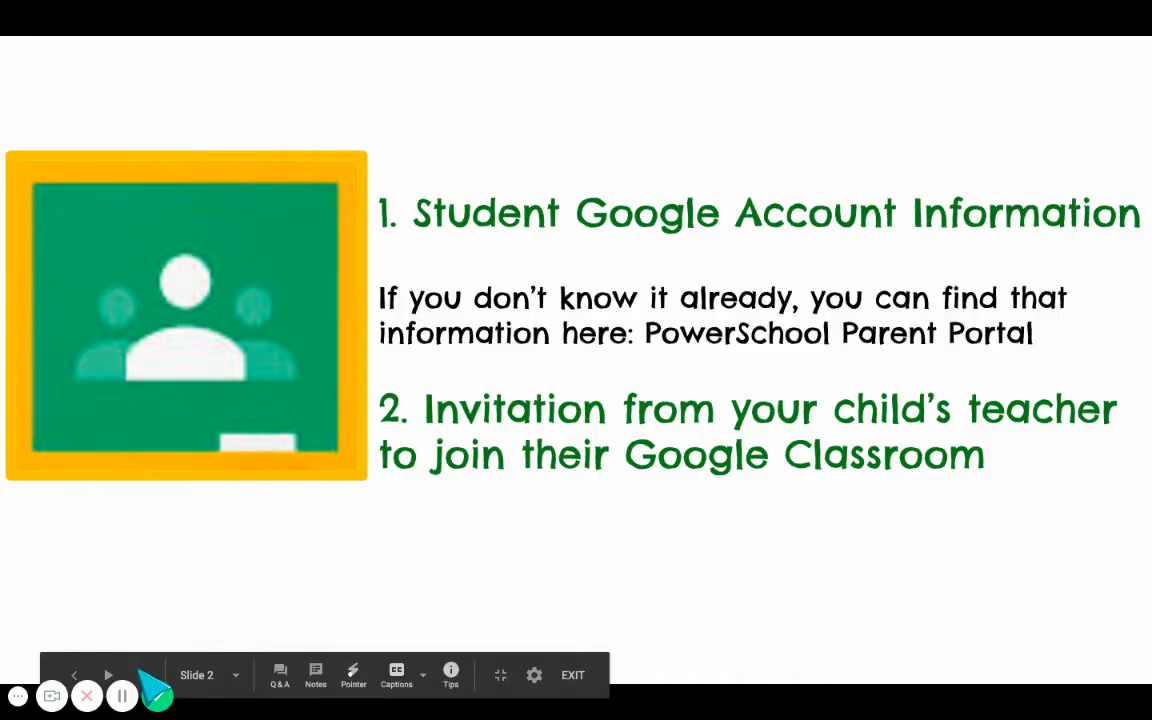 1. Student Google Account Information
If you don't know it already, you can find that
information here: PowerSchool Parent Portal
2. Invitation from your child's teacher
to join their Google Classroom
Slide 2
Q & A
Notes
Pointer
Captions
Tips
EXIT